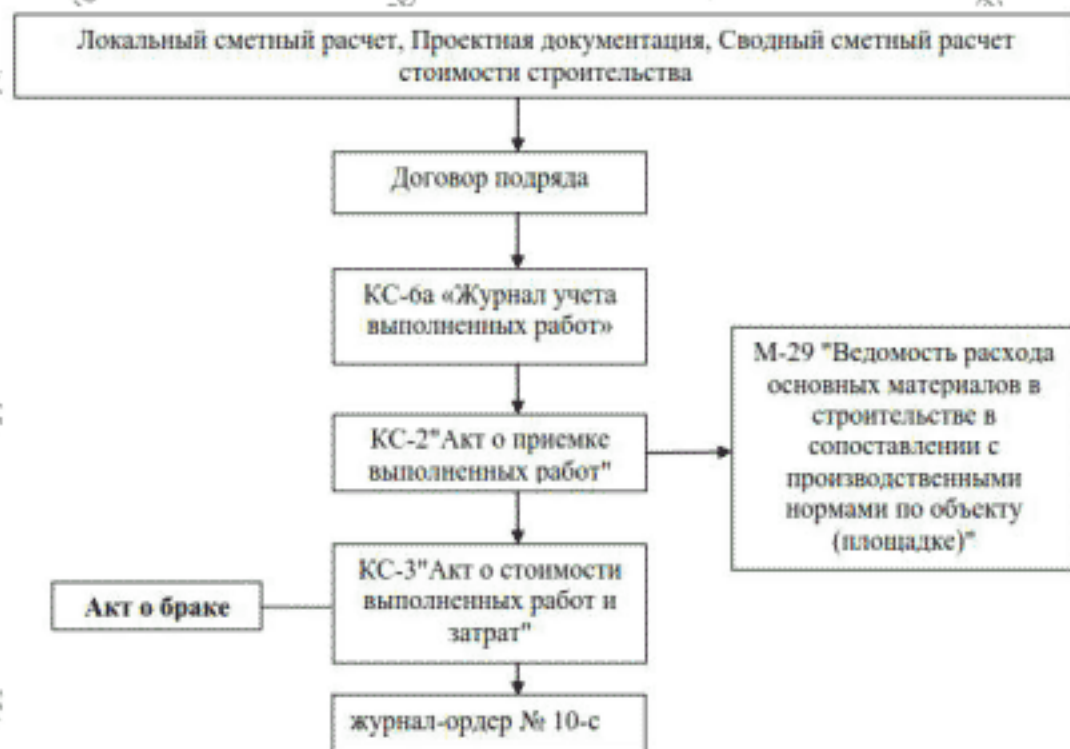 Локальный сметный расчет, Проектная документация, Сводный сметный расчет
стоимости строительства
Договор подряда
КС-6а «Журнал учета
выполненных работ»
М-29 "Ведомость расхода
основных материалов в
строительстве в
сопоставлении с
производственными
нормами по объекту
(площадке)"
КС-2"Акт о приемке
выполненных работ"
КС-3"Акт о стоимости
выполненных работ и
затрат"
Акт о браке
журнал-ордер № 10-с